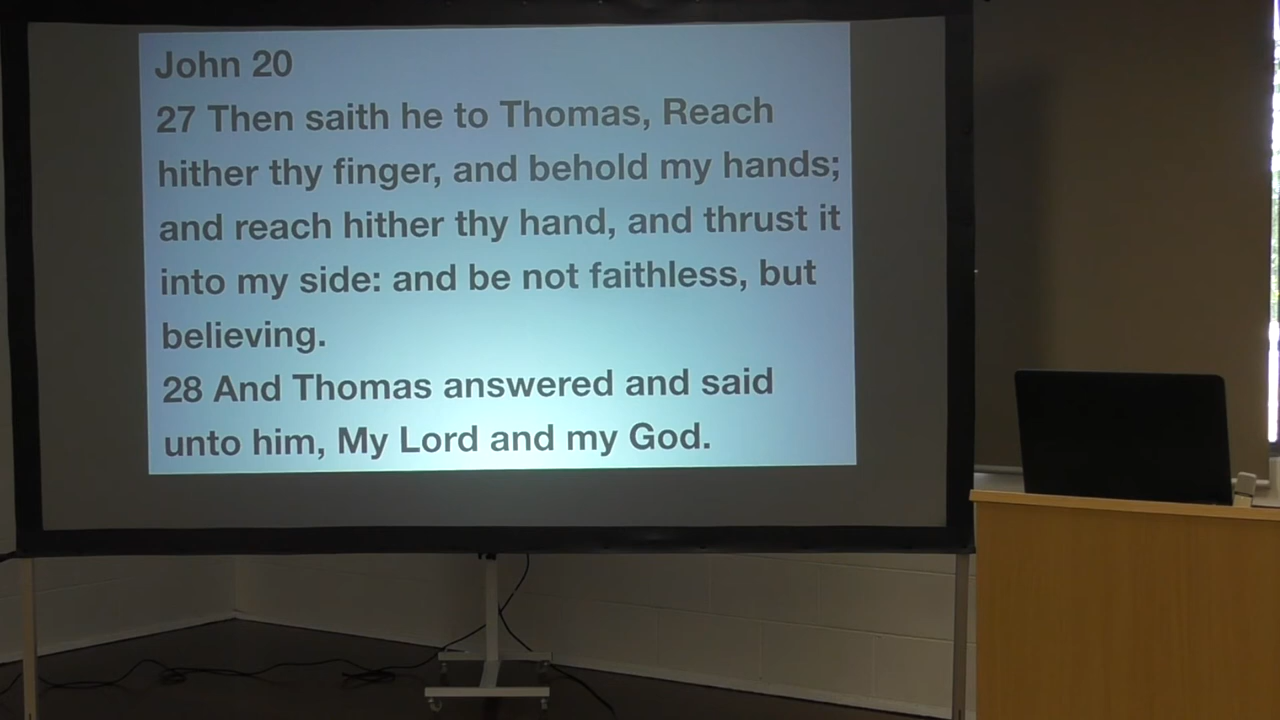 John 20
27 Then saith he to Thomas, Reach
hither thy finger, and behold my hands;
and reach hither thy hand, and thrust it
into my side: and be not faithless, but
believing.
28 And Thomas answered and said
unto him, My Lord and my God.